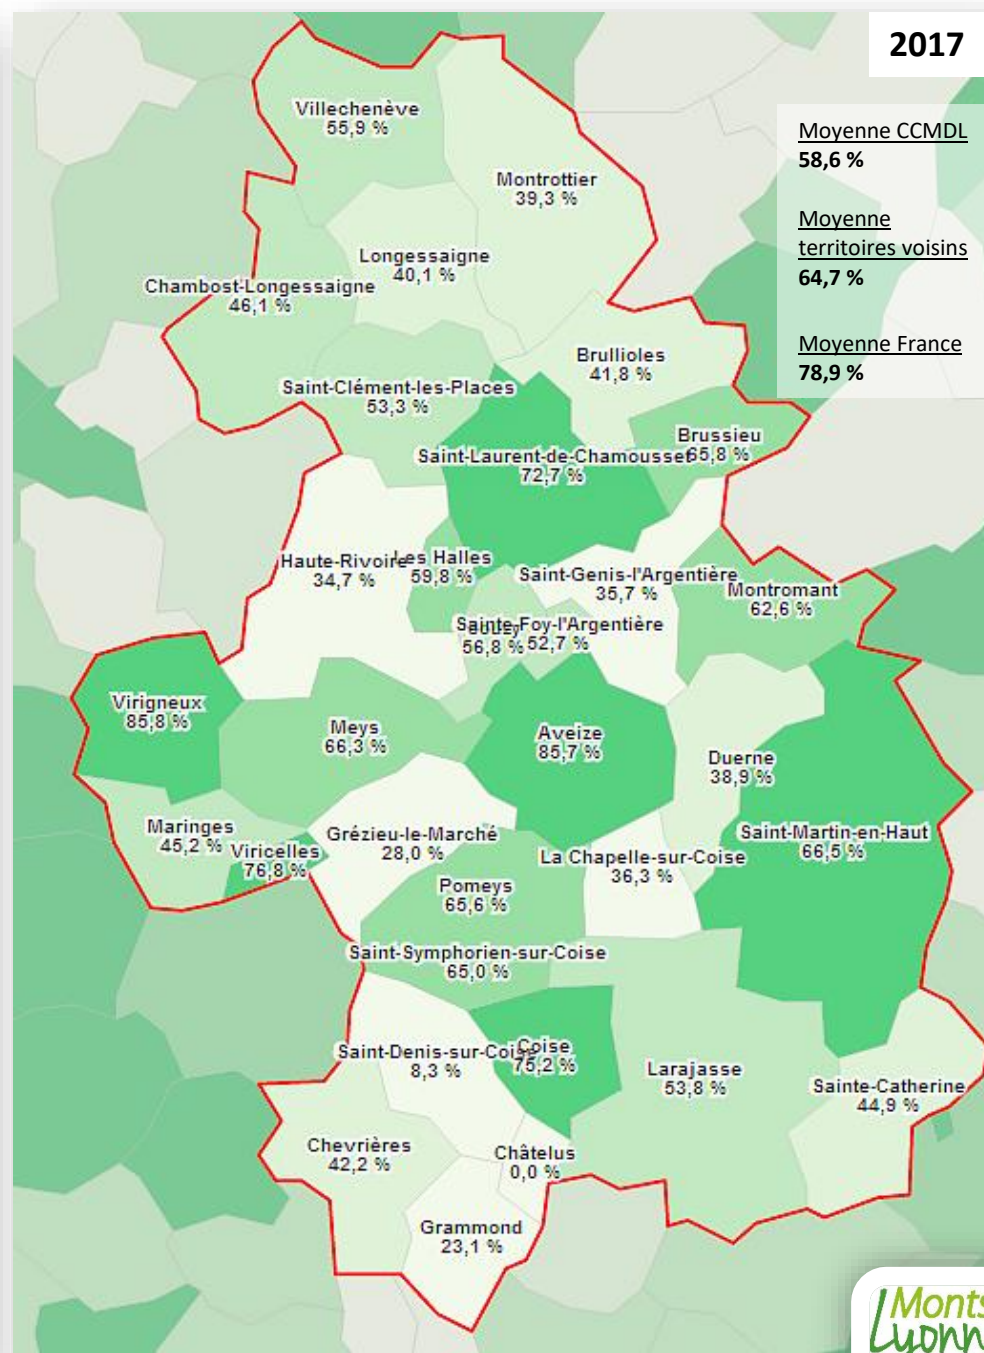 2017
Moyenne CCMDL
58,6 %
Moyenne
territoires voisins
64,7 %
Moyenne France
78,9 %
Villechenève
55,9 %
Montrottier
39,3 %
Longessaigne
40,1 %
Chambost-Longessaigne
46,1 %
Brullioles
41,8 %
Saint-Clément-les-Places
53,3 %
Brussieu
65,8 %
Saint-Laurent-de-Chamousset
72,7 %
Haute-Rivoire
34,7 %
Les Halles
59,8 %
Saint-Genis-l'Argentière
35,7 %
Montromant
62,6 %
Sainte-Foy-l'Argentière
52,7 %
56,8 %
Virigneux
85,8 %
Meys
66,3 %
Aveize
85,7 %
Duerne
38,9 %
Maringes
45,2 %
Viricelles
76,8 %
Grézieu-le-Marché
28,0 %
La Chapelle-sur-Coise
36,3 %
Saint-Martin-en-Haut
66,5 %
Pomeys
65,6 %
Saint-Symphorien-sur-Coise
65,0 %
Saint-Denis-sur-Coise
8,3 %
Coise
75,2 %
Larajasse
53,8 %
Sainte-Catherine
44,9 %
Chevrières
42,2 %
Châtelus
0,0 %
Grammond
23,1 %
Monts
Lyonn